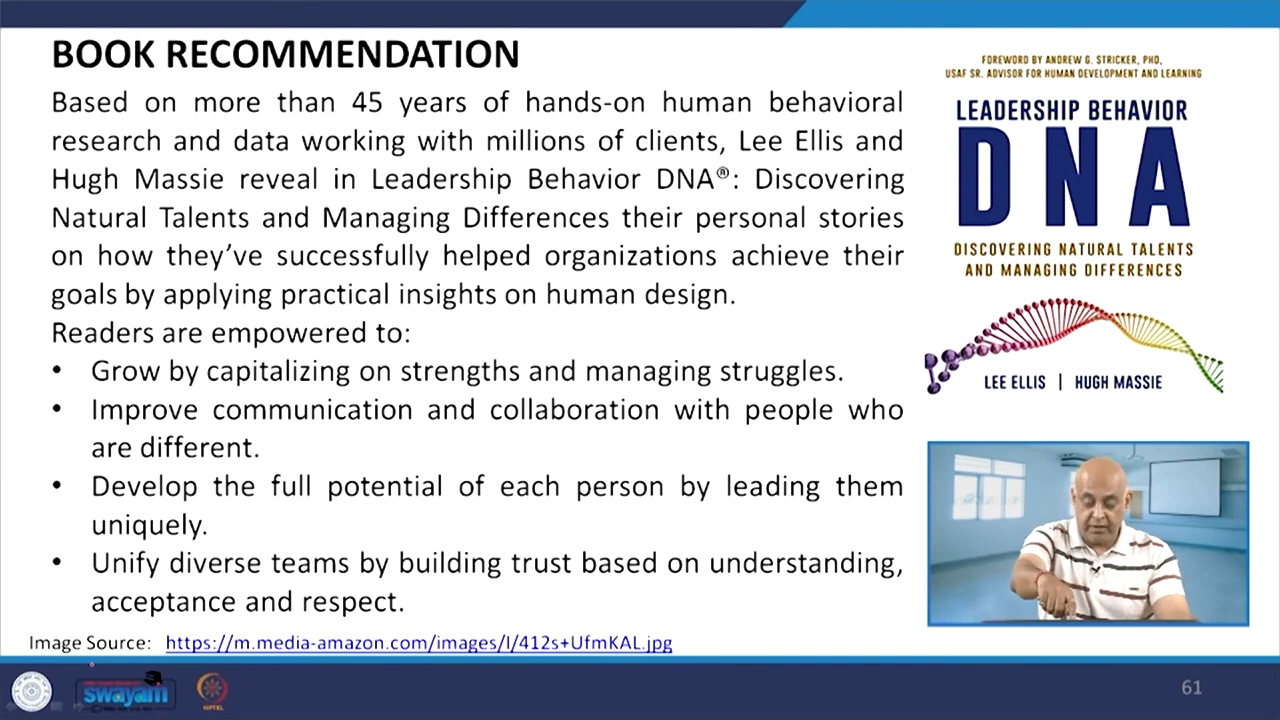 BOOK RECOMMENDATION
Based on more than 45 years of hands-on human behavioral
research and data working with millions of clients, Lee Ellis and
Hugh Massie reveal in Leadership Behavior DNA®: Discovering
Natural Talents and Managing Differences their personal stories
on how they’ve successfully helped organizations achieve their
goals by applying practical insights on human design.
Readers are empowered to:
• Grow by capitalizing on strengths and managing struggles.
• Improve communication and collaboration with people who
are different.
• Develop the full potential of each person by leading them
uniquely.
• Unify diverse teams by building trust based on understanding,
acceptance and respect.
Image Source: https://m.media-amazon.com/images/I/412s+UfmKAL.jpg
FOREWORD BY ANDREW G. STRICKER, PHD,
USAF SR. ADVISOR FOR HUMAN DEVELOPMENT AND LEARNING
LEADERSHIP BEHAVIOR
DNA
DISCOVERING NATURAL TALENTS
AND MANAGING DIFFERENCES
LEE ELLIS | HUGH MASSIE
swayam
NPTEL
61